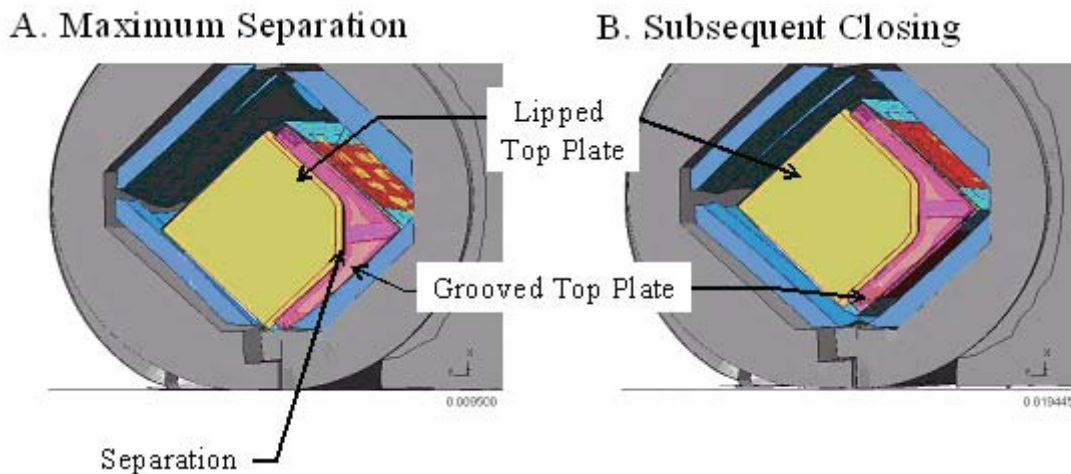 A. Maximum Separation
B. Subsequent Closing
Lipped
Top Plate
Grooved Top Plate
0.009500
0.019445
Separation